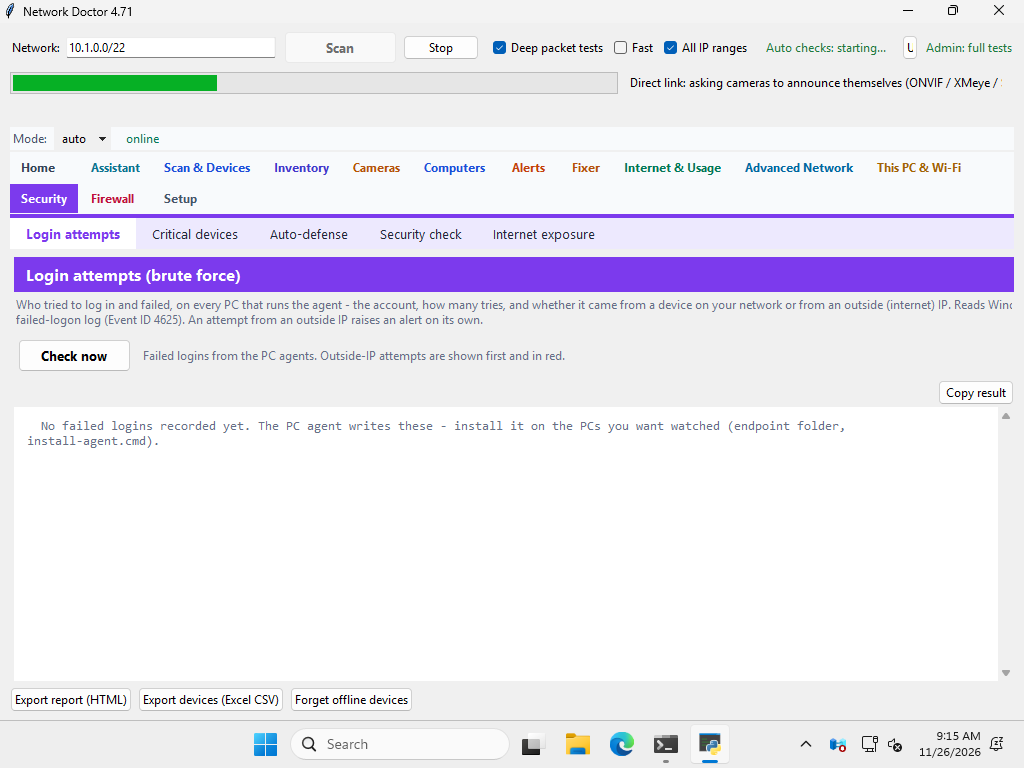 Network Doctor 4.71
Network: 10.1.0.0/22 Scan Stop Deep packet tests Fast All IP ranges Auto checks: starting... Admin: full tests
Direct link: asking cameras to announce themselves (ONVIF / XMeye /
Mode: auto online
Home Assistant Scan & Devices Inventory Cameras Computers Alerts Fixer Internet & Usage Advanced Network This PC & Wi-Fi
Security Firewall Setup
Login attempts Critical devices Auto-defense Security check Internet exposure
Login attempts (brute force)
Who tried to log in and failed, on every PC that runs the agent - the account, how many tries, and whether it came from a device on your network or from an outside (internet) IP. Reads
failed-logon log (Event ID 4625). An attempt from an outside IP raises an alert on its own.
Check now Failed logins from the PC agents. Outside-IP attempts are shown first and in red.
Copy result
No failed logins recorded yet. The PC agent writes these - install it on the PCs you want watched (endpoint folder,
install-agent.cmd).
Export report (HTML) Export devices (Excel CSV) Forget offline devices
Search
9:15 AM
11/26/2026